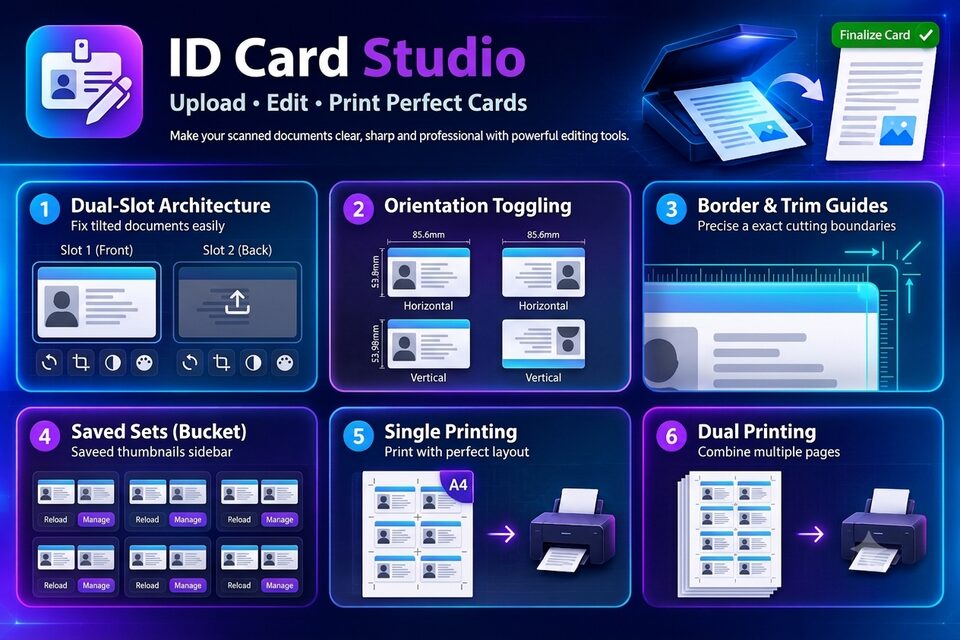 ID Card Studio
Upload • Edit • Print Perfect Cards
Make your scanned documents clear, sharp and professional with powerful editing tools.
Finalize Card
1
Dual-Slot Architecture
Fix tilted documents easily
Slot 1 (Front)
Slot 2 (Back)
2
Orientation Toggling
85.6mm
85.6mm
53.8mm
Horizontal
Horizontal
53.98mm
Vertical
Vertical
3
Border & Trim Guides
Precise a exact cutting boundaries
4
Saved Sets (Bucket)
Saveed thumbnails sidebar
Reload Manage Reload Manage Reload Manage
Reload Manage Reload Manage Reload Manage
5
Single Printing
Print with perfect layout
A4
6
Dual Printing
Combine multiple pages